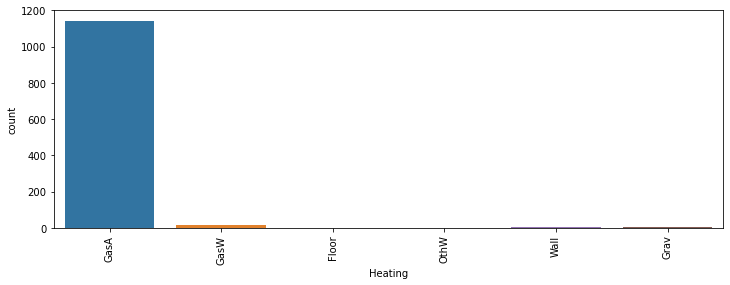 1200
1000
800
600
400
200
0
count
GasA
GasW
Floor
OthW
Wall
Grav
Heating